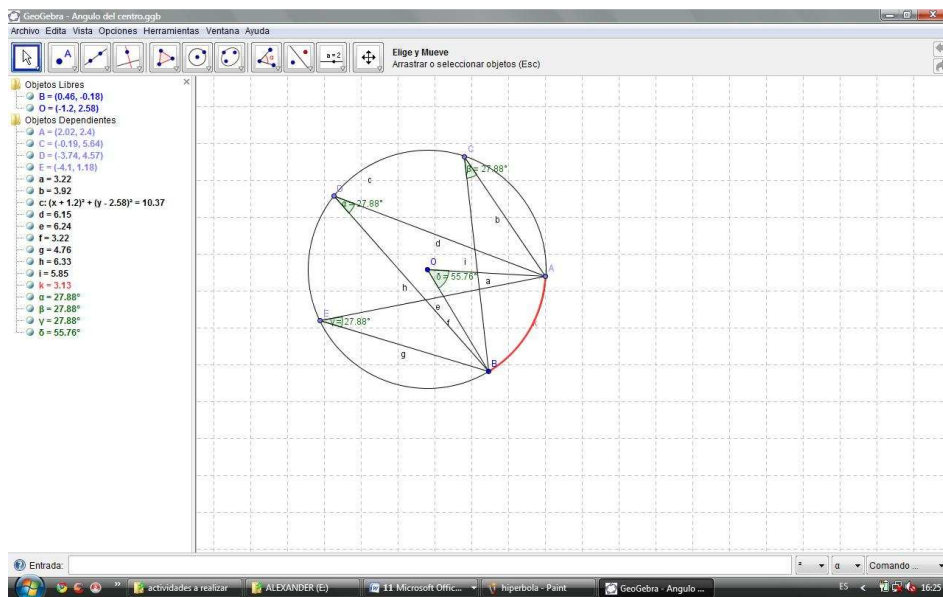 GeoGebra - Angulo del centro.ggb
Archivo Edita Vista Opciones Herramientas Ventana Ayuda
A
α
a=2
Elige y Mueve
Arrastrar o seleccionar objetos (Esc)
Objetos Libres
B = (0.46, -0.18)
O = (-1.2, 2.58)
Objetos Dependientes
A = (2.02, 2.4)
C = (-0.19, 5.64)
D = (-3.74, 4.57)
E = (-4.1, 1.18)
a = 3.22
b = 3.92
c: (x + 1.2)² + (y - 2.58)² = 10.37
d = 6.15
e = 6.24
f = 3.22
g = 4.76
h = 6.33
i = 5.85
k = 3.13
α = 27.88°
β = 27.88°
γ = 27.88°
δ = 55.76°
C
β = 27.88°
c
D
α = 27.88°
b
d
O
i
A
δ = 55.76°
a
h
e
E
γ = 27.88°
f
k
g
B
Entrada:
²
α
Comando ...
actividades a realizar
ALEXANDER (E:)
11 Microsoft Offic...
hiperbola - Paint
GeoGebra - Angulo ...
ES
16:25